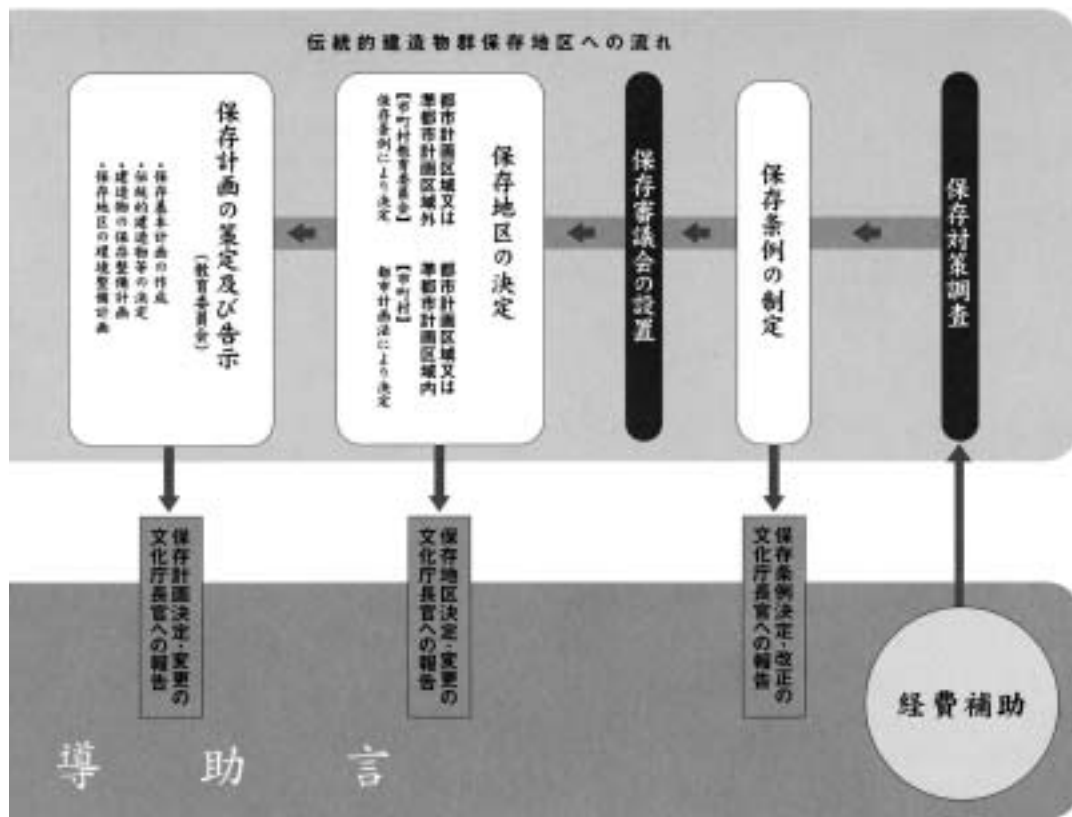 伝統的建造物群保存地区への流れ
保存対策調査
保存条例の制定
保存審議会の設置
保存地区の決定
都市計画区域又は
準都市計画区域外
【市町村教育委員会】
保存条例により決定
都市計画区域又は
準都市計画区域内
【市町村】
都市計画法により決定
保存計画の策定及び告示
(教育委員会)
・保存基本計画の作成
・伝統的建造物等の決定
・建造物の保存整備計画
・保存地区の環境整備計画
保存条例決定・改正の
文化庁長官への報告
保存地区決定・変更の
文化庁長官への報告
保存計画決定・変更の
文化庁長官への報告
経費補助
導 助 言